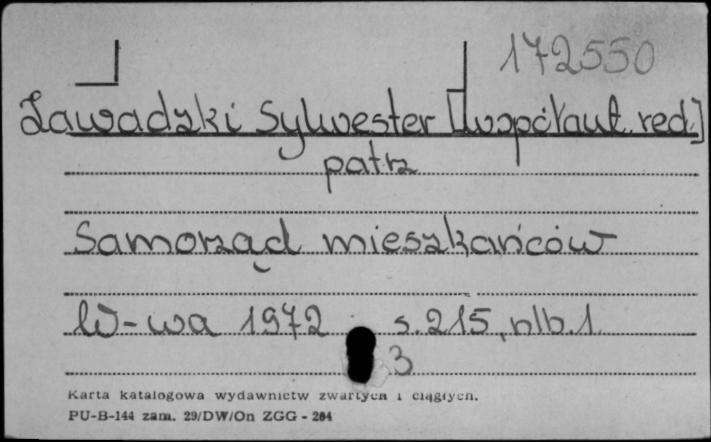 172550
Zawadzki Sylwester [współaut. red.]
patrz
Samorząd mieszkańców
W-wa 1972 s. 215, nlb. 1
3
Karta katalogowa wydawnictw zwartych i ciągłych.
PU-B-144 zam. 29/DW/On ZGG - 264